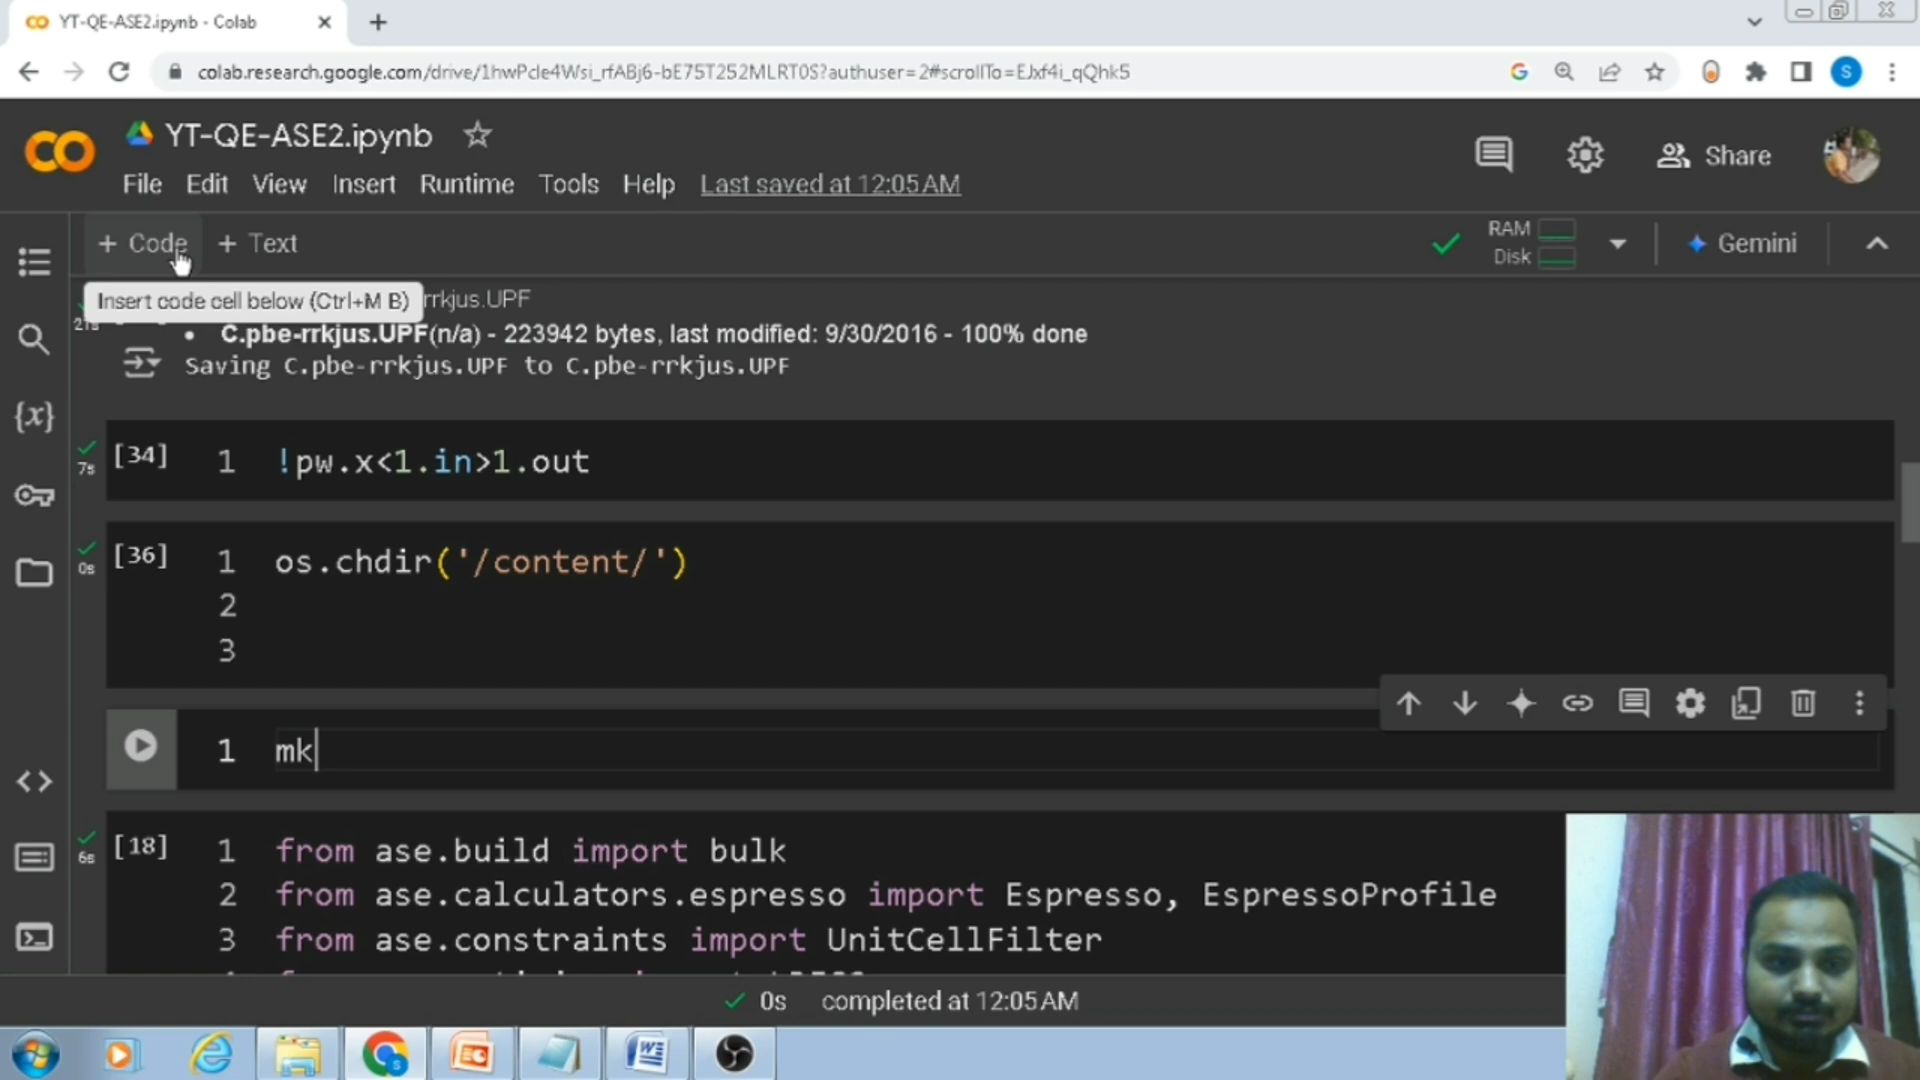 YT-QE-ASE2.ipynb - Colab
colab.research.google.com/drive/1hwPcle4Wsi_rfABj6-bE75T252MLRT0S?authuser=2#scrollTo=EJxf4i_qQhk5
S
YT-QE-ASE2.ipynb
File Edit View Insert Runtime Tools Help Last saved at 12:05 AM
Share
+ Code + Text
RAM
Disk
Gemini
Insert code cell below (Ctrl+M B)
rrkjus.UPF
21s
C.pbe-rrkjus.UPF(n/a) - 223942 bytes, last modified: 9/30/2016 - 100% done
Saving C.pbe-rrkjus.UPF to C.pbe-rrkjus.UPF
7s [34] 1 !pw.x<1.in>1.out
0s [36] 1 os.chdir('/content/')
2
3
1 mk
6s [18] 1 from ase.build import bulk
2 from ase.calculators.espresso import Espresso, EspressoProfile
3 from ase.constraints import UnitCellFilter
0s completed at 12:05 AM